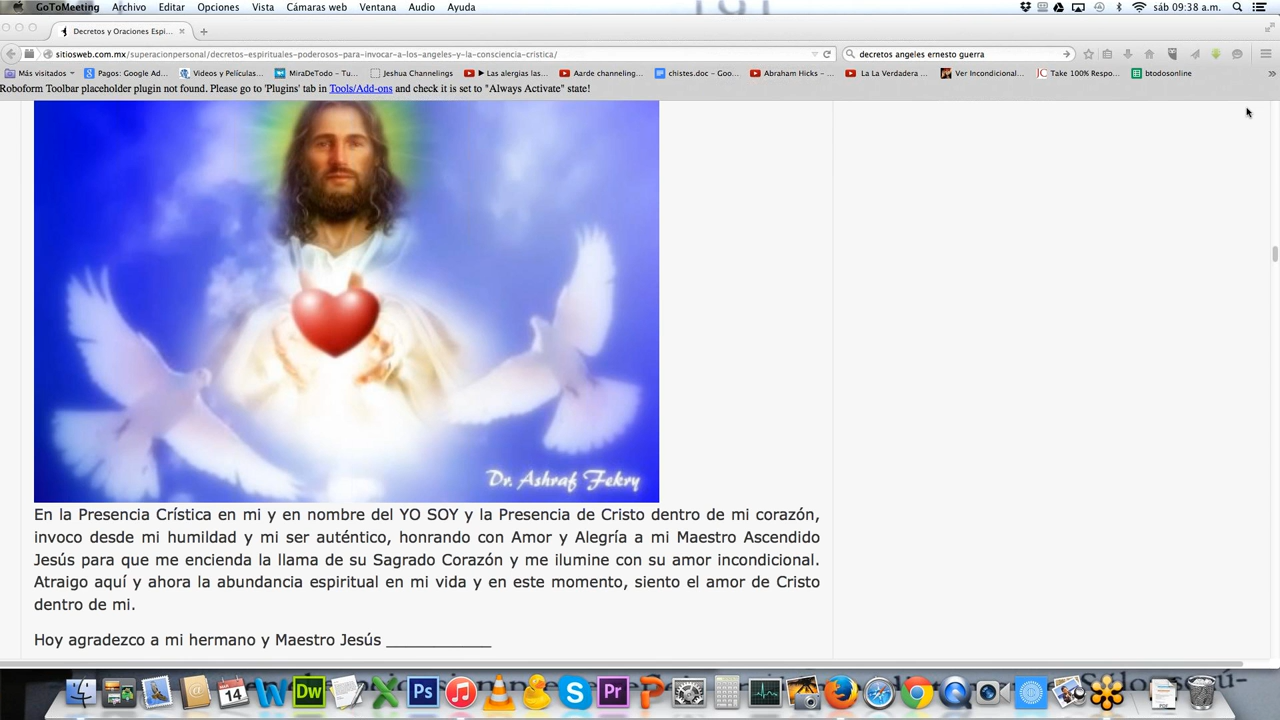 GoToMeeting Archivo Editar Opciones Vista Cámaras web Ventana Audio Ayuda sáb 09:38 a.m.
Decretos y Oraciones Espi...
sitiosweb.com.mx/superacionpersonal/decretos-espirituales-poderosos-para-invocar-a-los-angeles-y-la-consciencia-cristica/ decretos angeles ernesto guerra
Más visitados Pagos: Google Ad... Videos y Películas... MiraDeTodo - Tu... Jeshua Channelings ▶ Las alergias las... Aarde channeling... chistes.doc - Goo... Abraham Hicks - ... La La Verdadera ... Ver Incondicional... Take 100% Respo... btodosonline
Roboform Toolbar placeholder plugin not found. Please go to 'Plugins' tab in Tools/Add-ons and check it is set to "Always Activate" state!
Dr. Ashraf Fekry
En la Presencia Crística en mi y en nombre del YO SOY y la Presencia de Cristo dentro de mi corazón,
invoco desde mi humildad y mi ser auténtico, honrando con Amor y Alegría a mi Maestro Ascendido
Jesús para que me encienda la llama de su Sagrado Corazón y me ilumine con su amor incondicional.
Atraigo aquí y ahora la abundancia espiritual en mi vida y en este momento, siento el amor de Cristo
dentro de mi.
Hoy agradezco a mi hermano y Maestro Jesús ____________
14 Dw Ps Pr